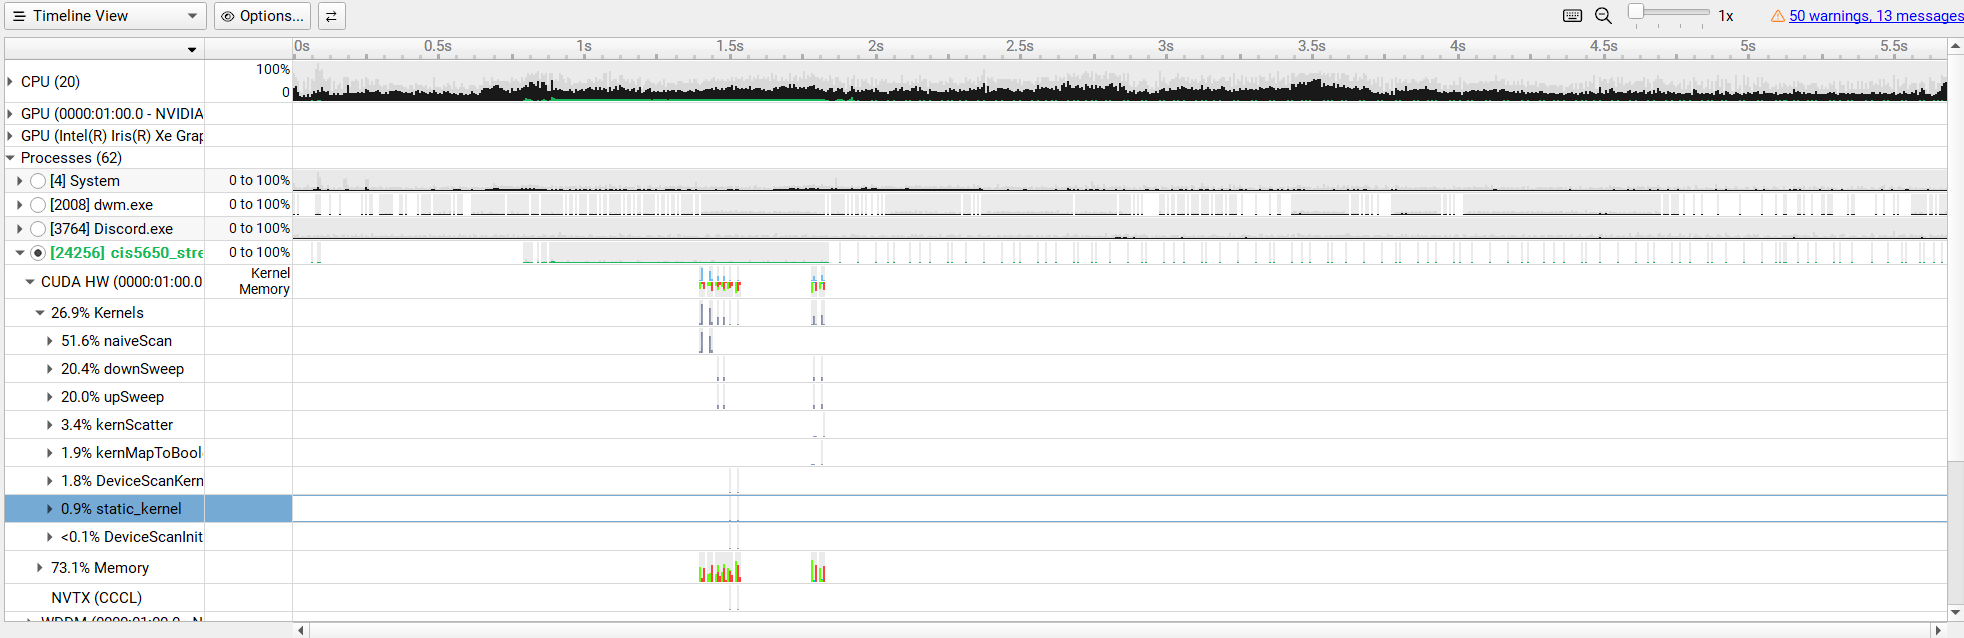 Timeline View
Options...
1x
50 warnings, 13 messages
0s 0.5s 1s 1.5s 2s 2.5s 3s 3.5s 4s 4.5s 5s 5.5s
CPU (20) 100%
0
GPU (0000:01:00.0 - NVIDIA
GPU (Intel(R) Iris(R) Xe Grap
Processes (62)
[4] System 0 to 100%
[2008] dwm.exe 0 to 100%
[3764] Discord.exe 0 to 100%
[24256] cis5650_stre 0 to 100%
CUDA HW (0000:01:00.0 Kernel
Memory
26.9% Kernels
51.6% naiveScan
20.4% downSweep
20.0% upSweep
3.4% kernScatter
1.9% kernMapToBool
1.8% DeviceScanKern
0.9% static_kernel
<0.1% DeviceScanInit
73.1% Memory
NVTX (CCCL)
WDDM (0000:01:00.0 - N